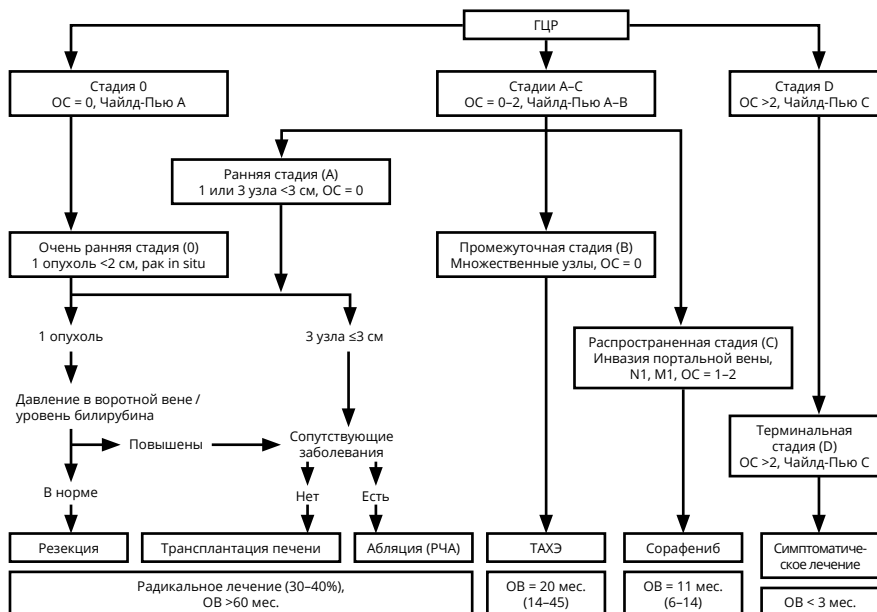 ГЦР
Стадия 0
ОС = 0, Чайлд-Пью А
Стадии А–С
ОС = 0–2, Чайлд-Пью А–В
Стадия D
ОС >2, Чайлд-Пью С
Ранняя стадия (А)
1 или 3 узла <3 см, ОС = 0
Очень ранняя стадия (0)
1 опухоль <2 см, рак in situ
Промежуточная стадия (В)
Множественные узлы, ОС = 0
1 опухоль
3 узла ≤3 см
Распространенная стадия (С)
Инвазия портальной вены,
N1, M1, ОС = 1–2
Давление в воротной вене /
уровень билирубина
Повышены
Сопутствующие
заболевания
Терминальная
стадия (D)
ОС >2, Чайлд-Пью С
В норме
Нет
Есть
Резекция
Трансплантация печени
Абляция (РЧА)
ТАХЭ
Сорафениб
Симптоматиче-
ское лечение
Радикальное лечение (30–40%),
ОВ >60 мес.
ОВ = 20 мес.
(14–45)
ОВ = 11 мес.
(6–14)
ОВ < 3 мес.